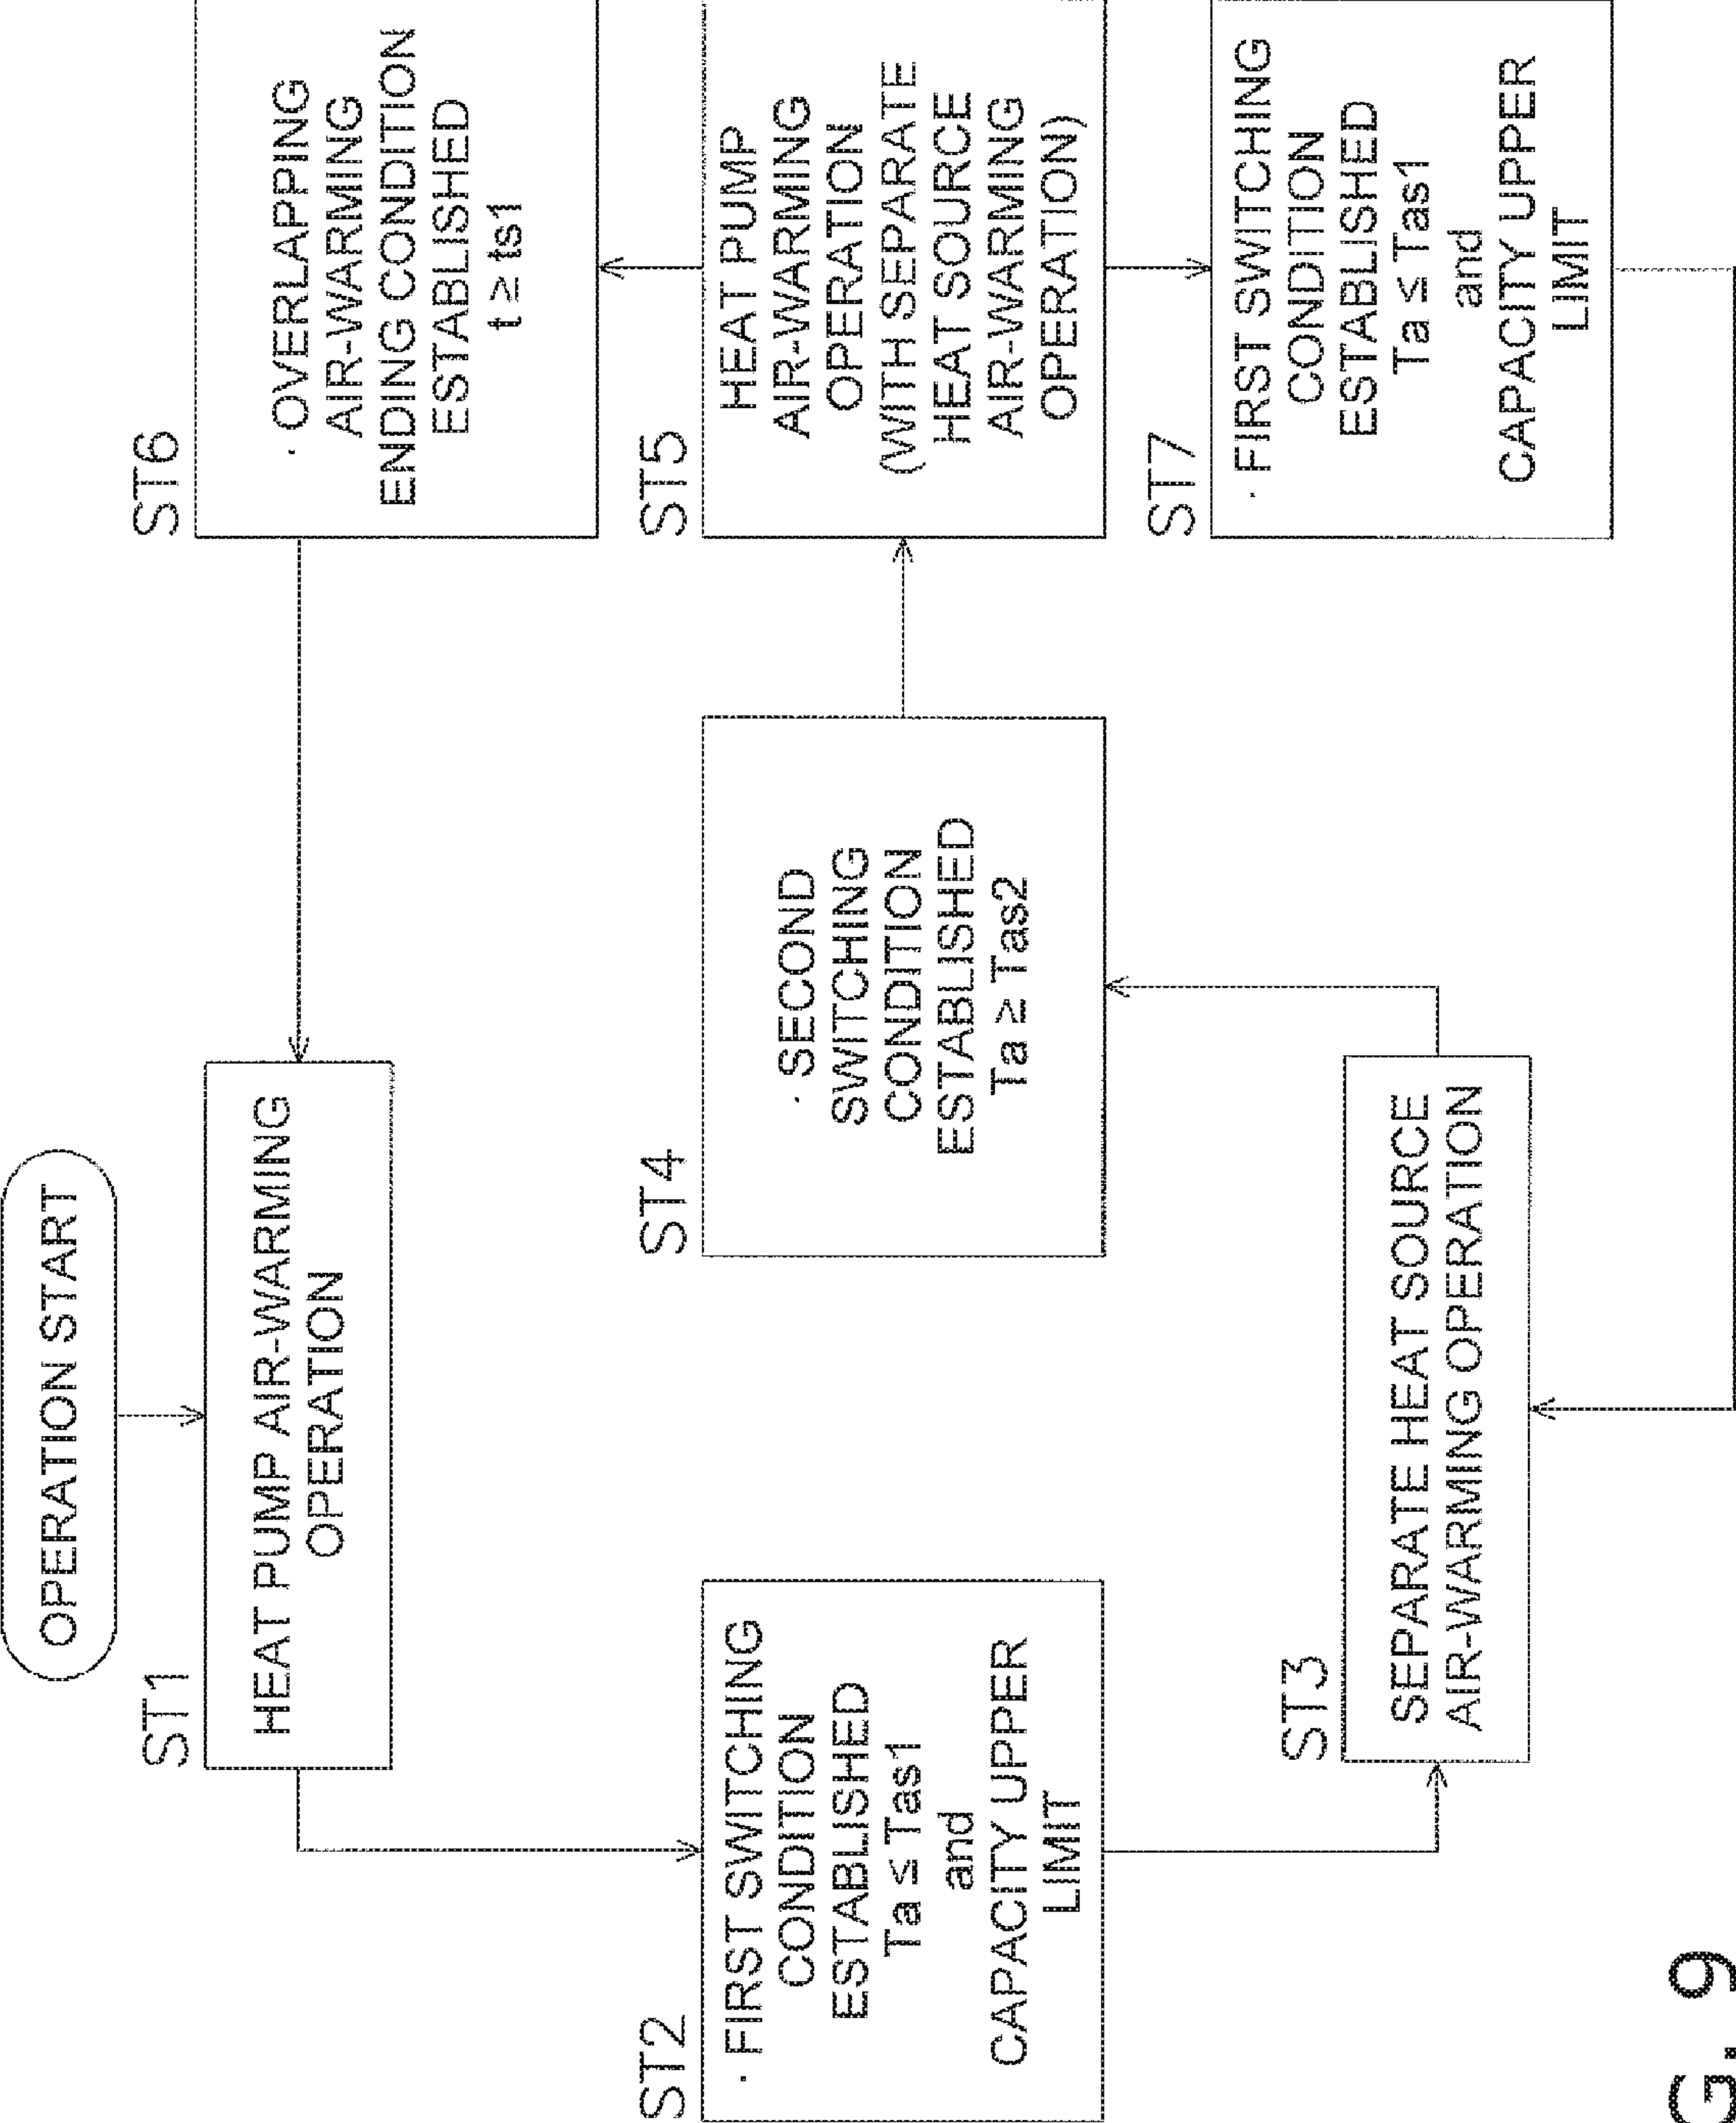 OPERATION START
ST1
HEAT PUMP AIR-WARMING
OPERATION
ST2
· FIRST SWITCHING
CONDITION
ESTABLISHED
Ta ≤ Tas1
and
CAPACITY UPPER
LIMIT
ST3
SEPARATE HEAT SOURCE
AIR-WARMING OPERATION
ST4
· SECOND
SWITCHING
CONDITION
ESTABLISHED
Ta ≥ Tas2
ST5
HEAT PUMP
AIR-WARMING
OPERATION
(WITH SEPARATE
HEAT SOURCE
AIR-WARMING
OPERATION)
ST6
· OVERLAPPING
AIR-WARMING
ENDING CONDITION
ESTABLISHED
t ≥ ts1
ST7
· FIRST SWITCHING
CONDITION
ESTABLISHED
Ta ≤ Tas1
and
CAPACITY UPPER
LIMIT
G. 9